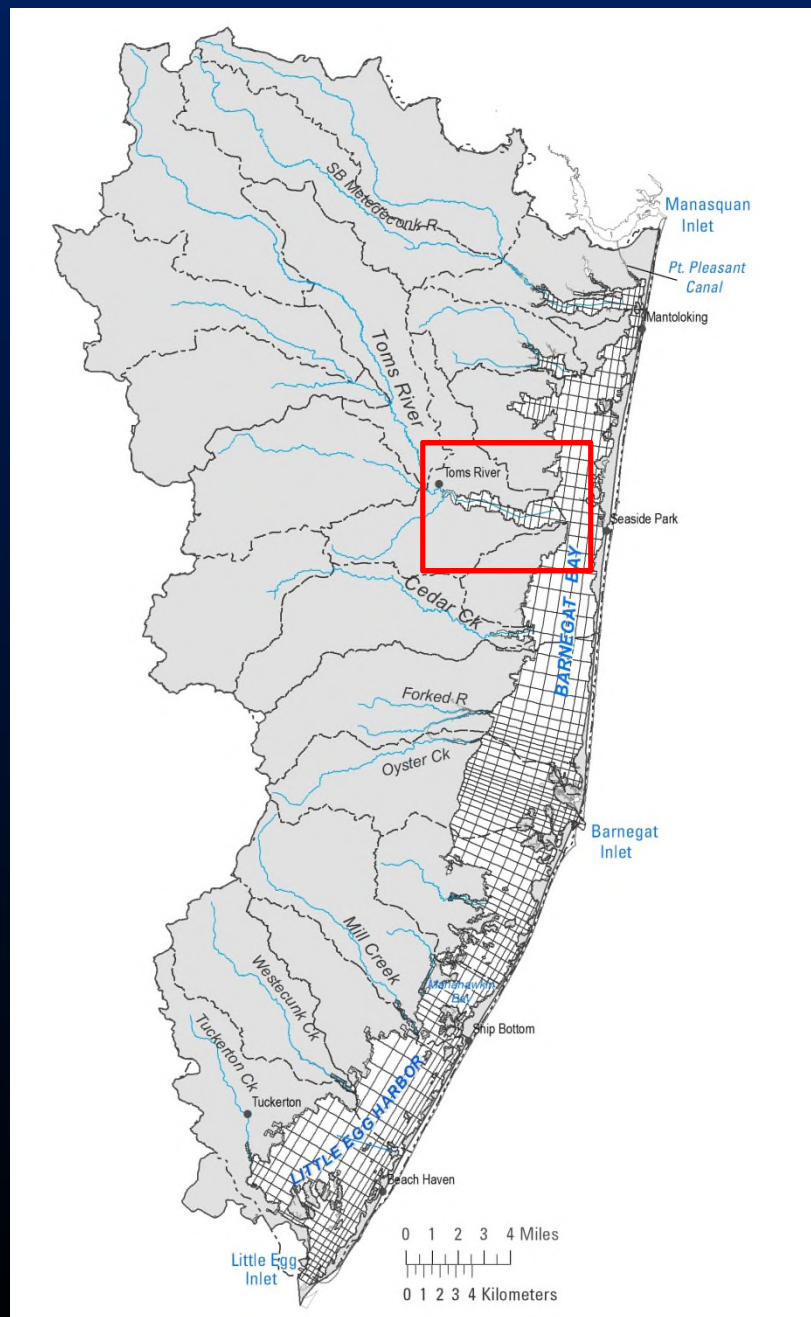 SB Metedeconk R
Manasquan
Inlet
Pt. Pleasant
Canal
Mantoloking
Toms River
Toms River
Seaside Park
Cedar Ck
BARNEGAT BAY
Forked R
Oyster Ck
Barnegat
Inlet
Mill Creek
Westecunk Ck
Manahawkin
Bay
Ship Bottom
Tuckerton Ck
Tuckerton
LITTLE EGG HARBOR
Beach Haven
Little Egg
Inlet
0 1 2 3 4 Miles
0 1 2 3 4 Kilometers